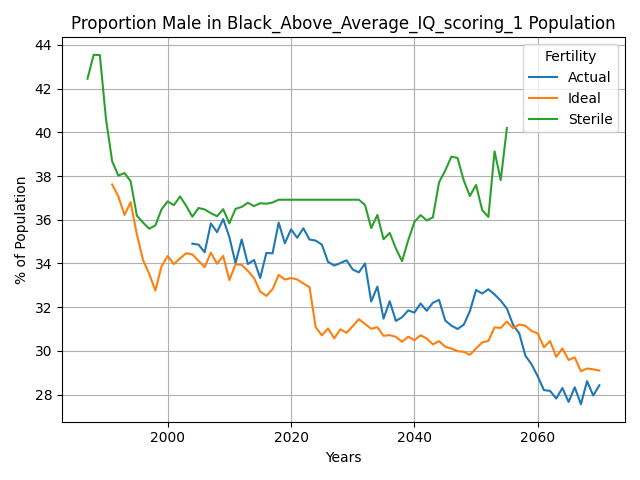 Proportion Male in Black_Above_Average_IQ_scoring_1 Population
Fertility
Actual
Ideal
Sterile
% of Population
44
42
40
38
36
34
32
30
28
2000
2020
2040
2060
Years